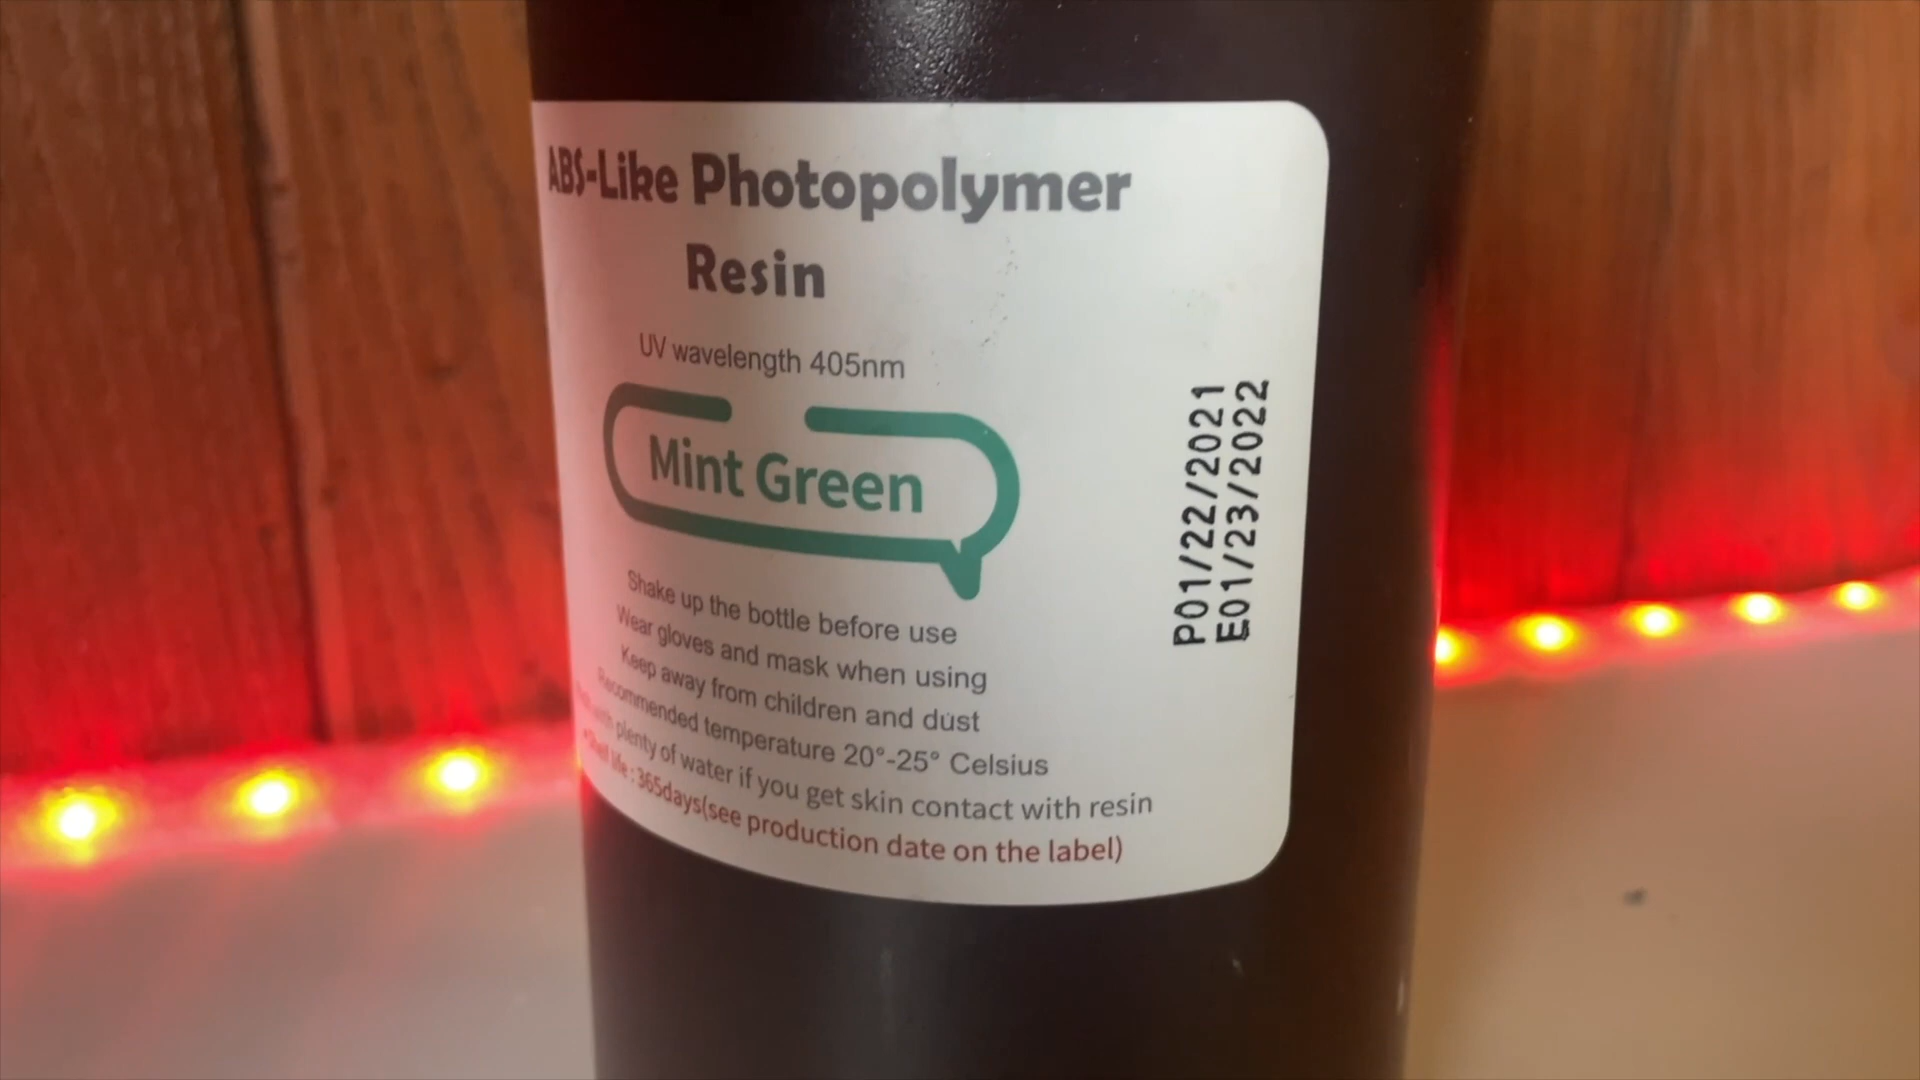 ABS-Like Photopolymer
Resin
UV wavelength 405nm
Mint Green
Shake up the bottle before use
Wear gloves and mask when using
Keep away from children and dust
Recommended temperature 20°-25° Celsius
plenty of water if you get skin contact with resin
Shelf life : 365days(see production date on the label)
P01/22/2021
E01/23/2022